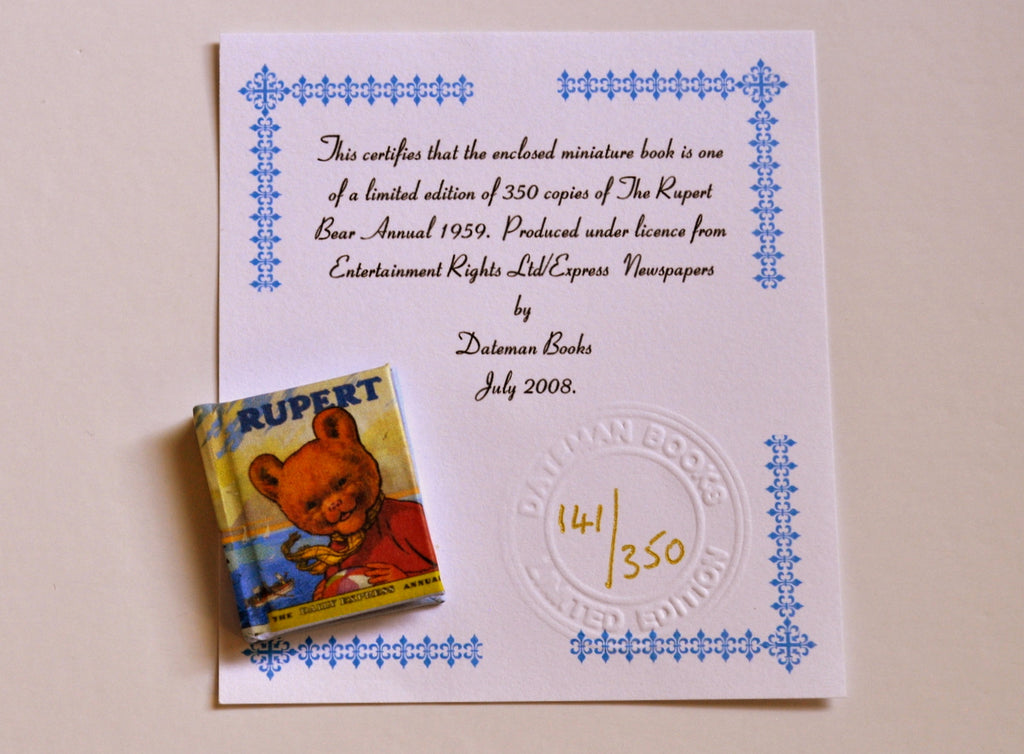 This certifies that the enclosed miniature book is one
of a limited edition of 350 copies of The Rupert
Bear Annual 1959. Produced under licence from
Entertainment Rights Ltd/Express Newspapers
by
Dateman Books
July 2008.
RUPERT
THE DAILY EXPRESS ANNUAL
DATEMAN BOOKS
141/350
LIMITED EDITION